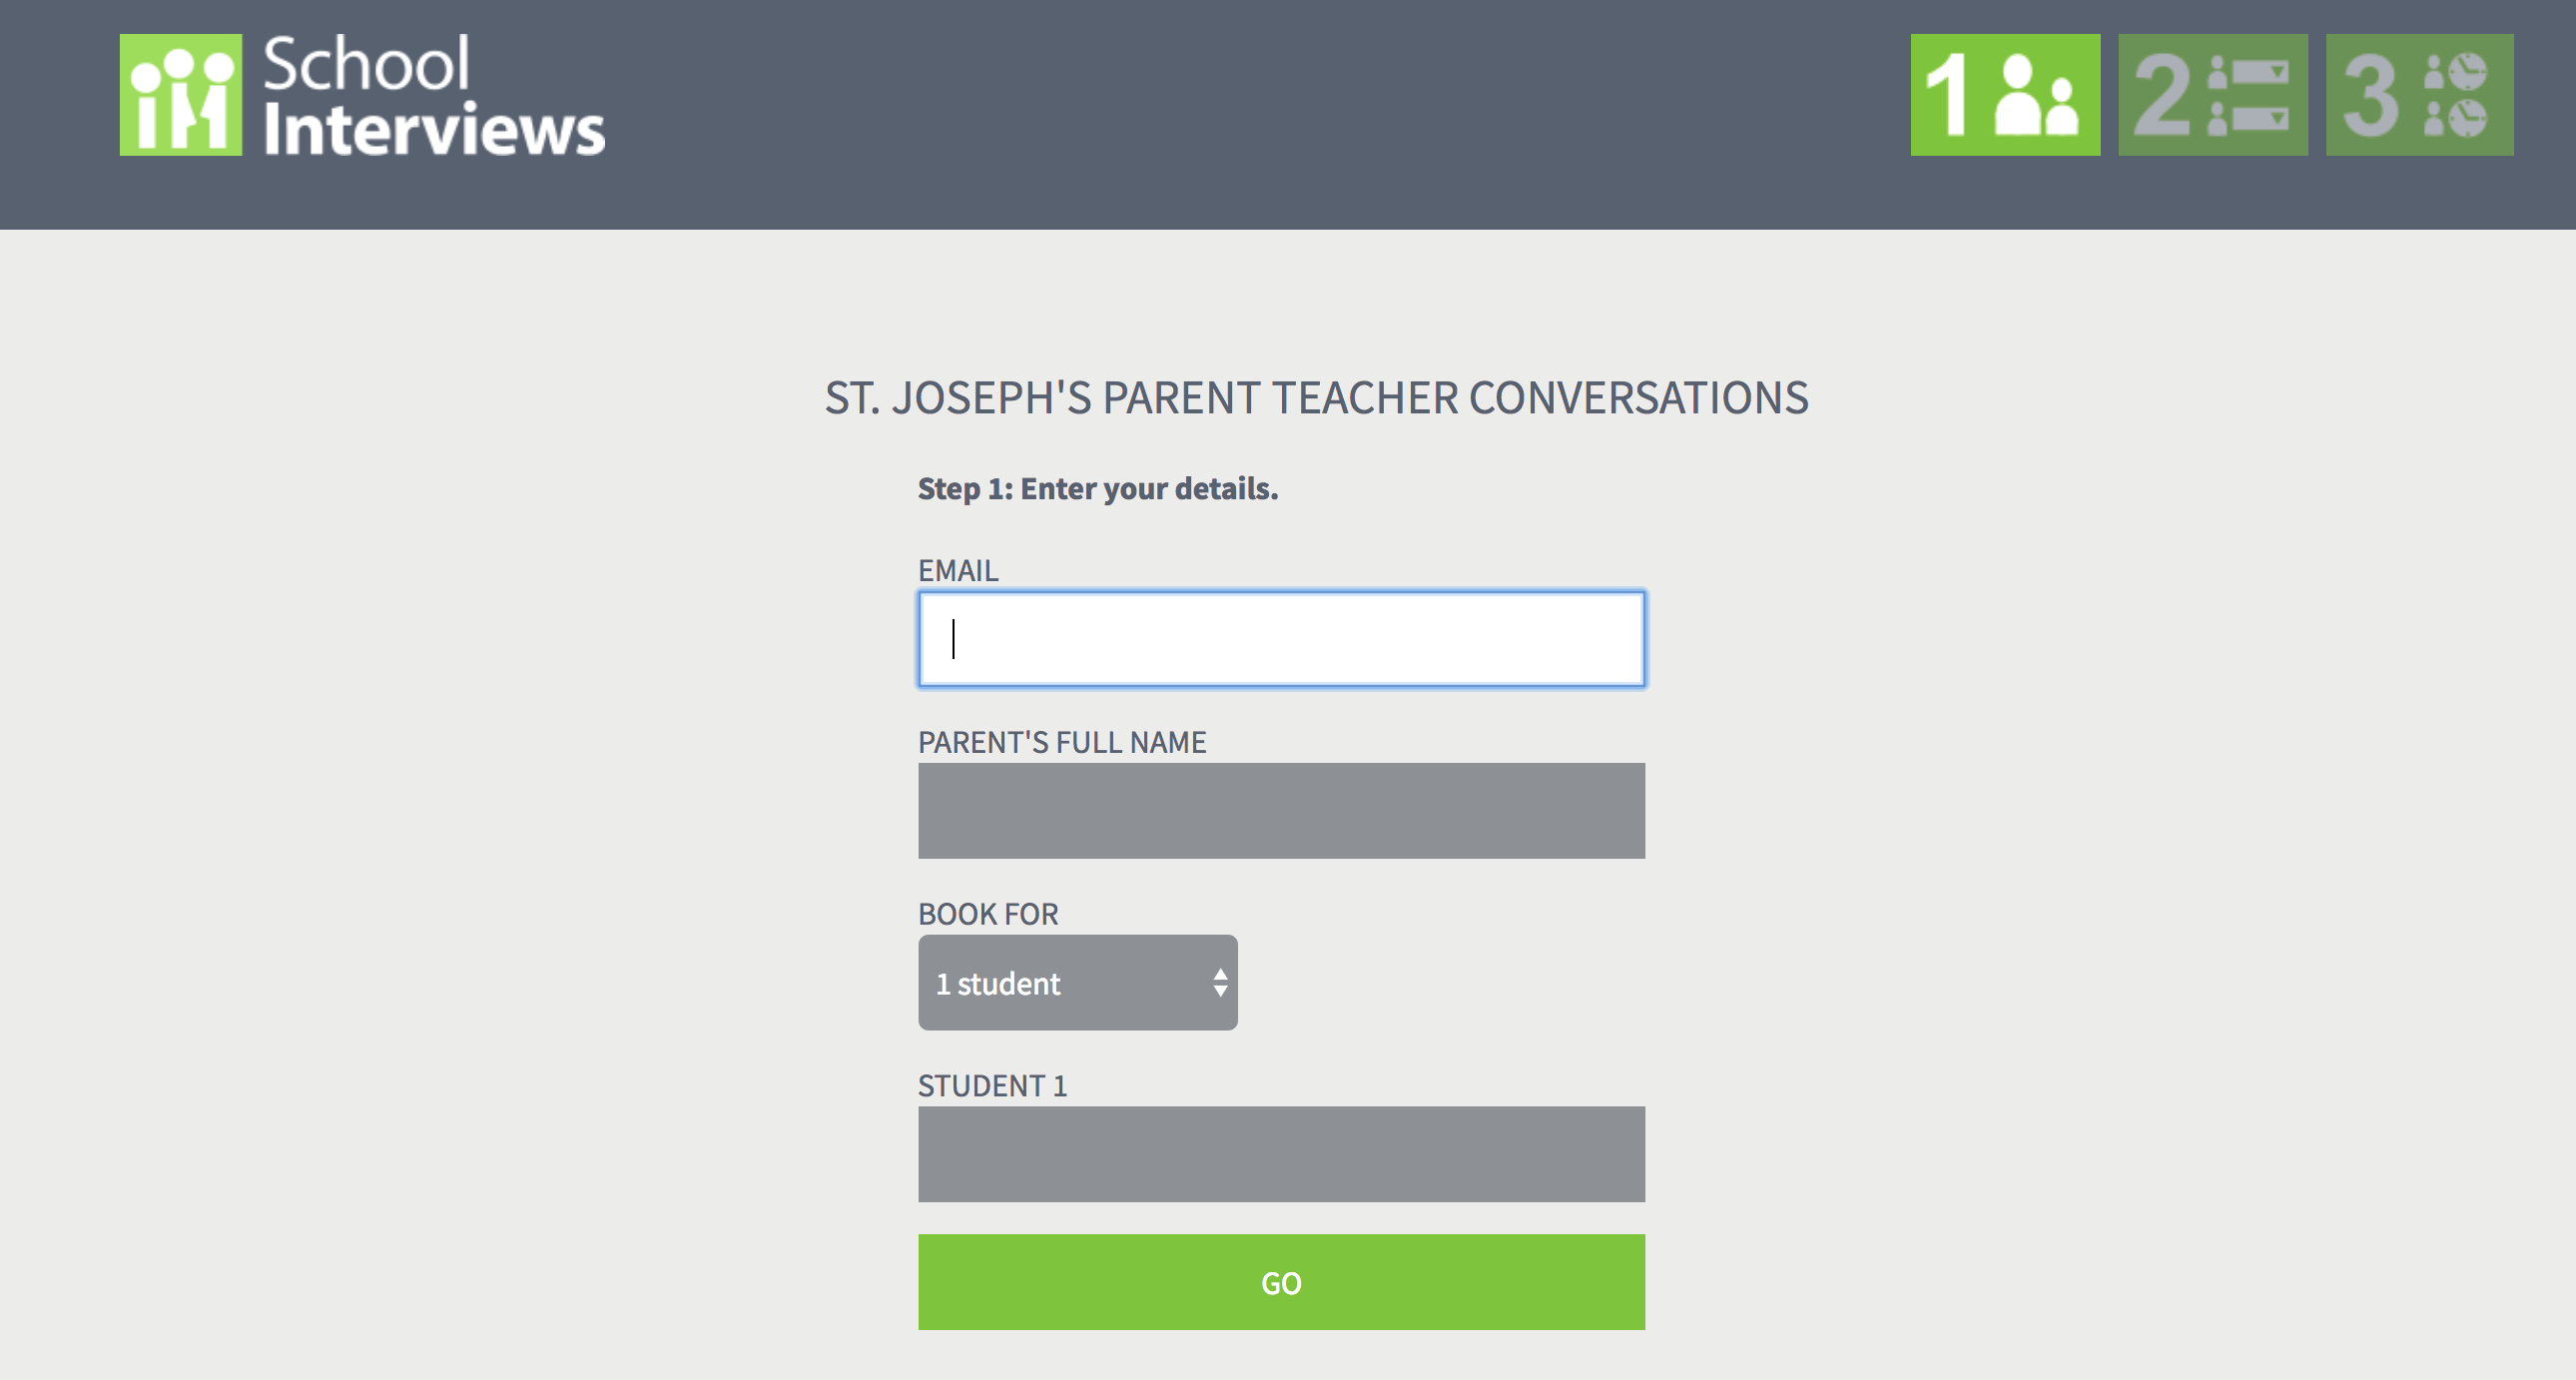 School
Interviews
1
2
3
ST. JOSEPH'S PARENT TEACHER CONVERSATIONS
Step 1: Enter your details.
EMAIL
PARENT'S FULL NAME
BOOK FOR
1 student
STUDENT 1
GO